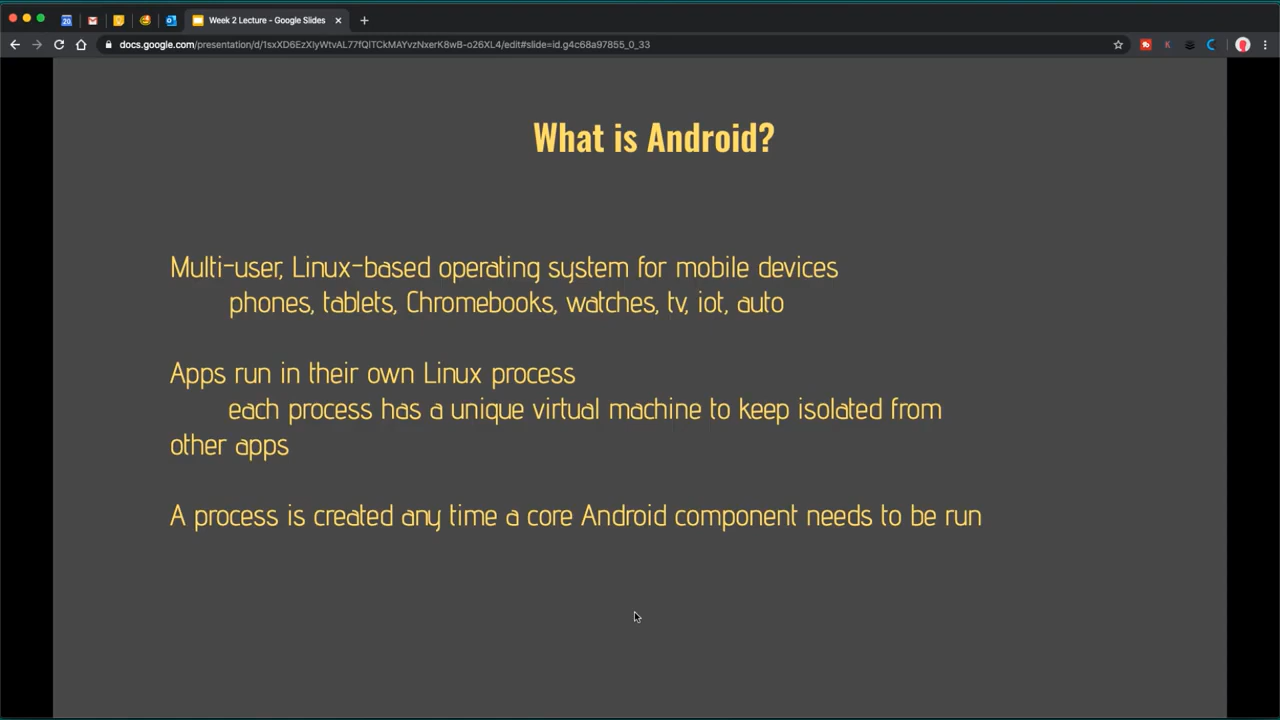 Week 2 Lecture - Google Slides
docs.google.com/presentation/d/1sxXD6EzXIyWtvAL77fQITCkMAYvzNxerK8wB-o26XL4/edit#slide=id.g4c68a97855_0_33
What is Android?
Multi-user, Linux-based operating system for mobile devices
phones, tablets, Chromebooks, watches, tv, iot, auto
Apps run in their own Linux process
each process has a unique virtual machine to keep isolated from
other apps
A process is created any time a core Android component needs to be run